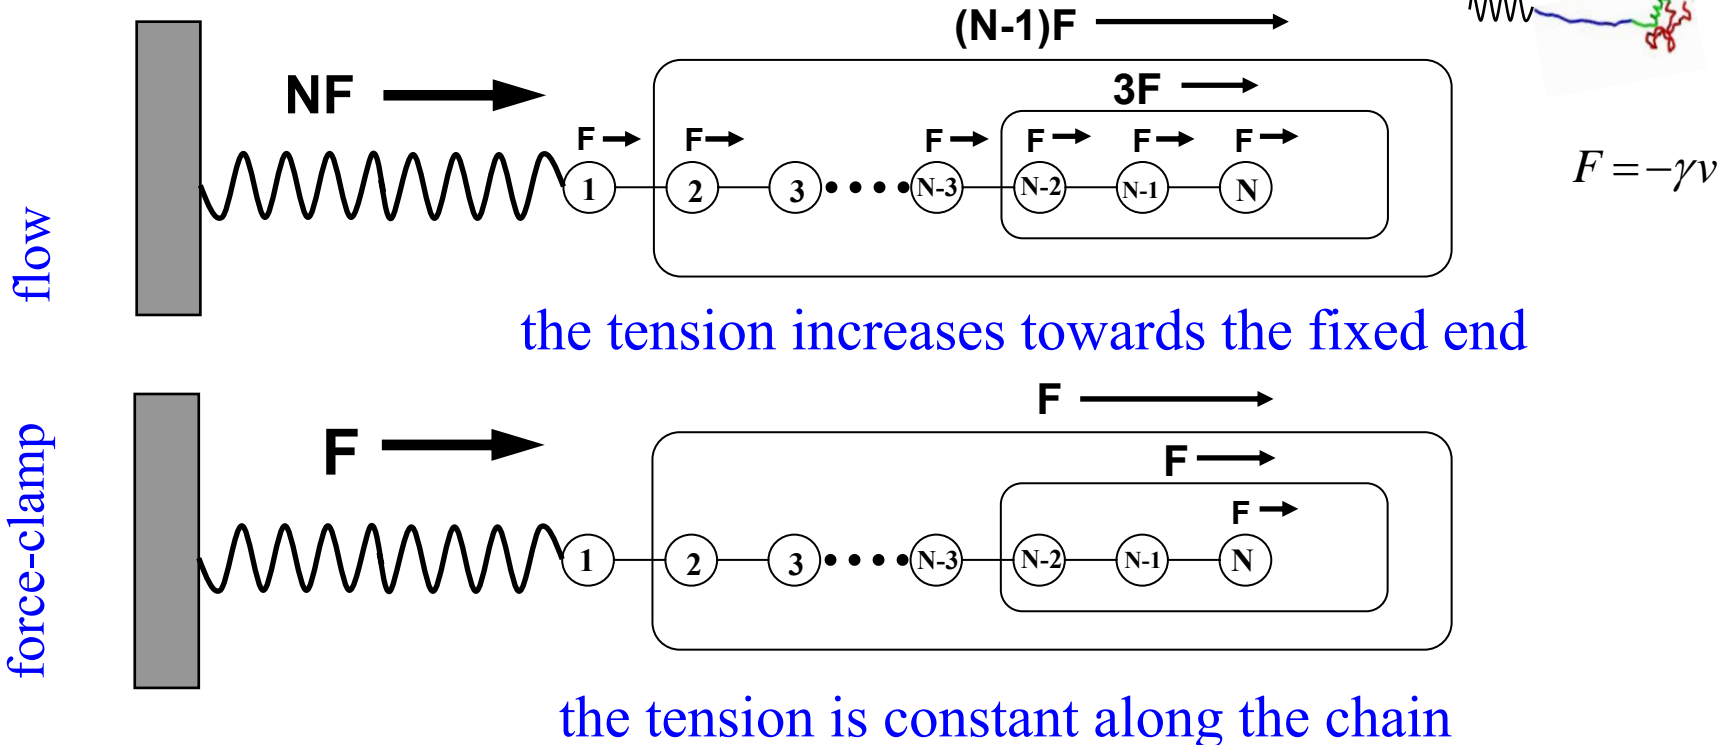 (N-1)F
NF
3F
F F F F F F
1 2 3 N-3 N-2 N-1 N
F = −γv
flow
the tension increases towards the fixed end
F
F
F
F
1 2 3 N-3 N-2 N-1 N
force-clamp
the tension is constant along the chain